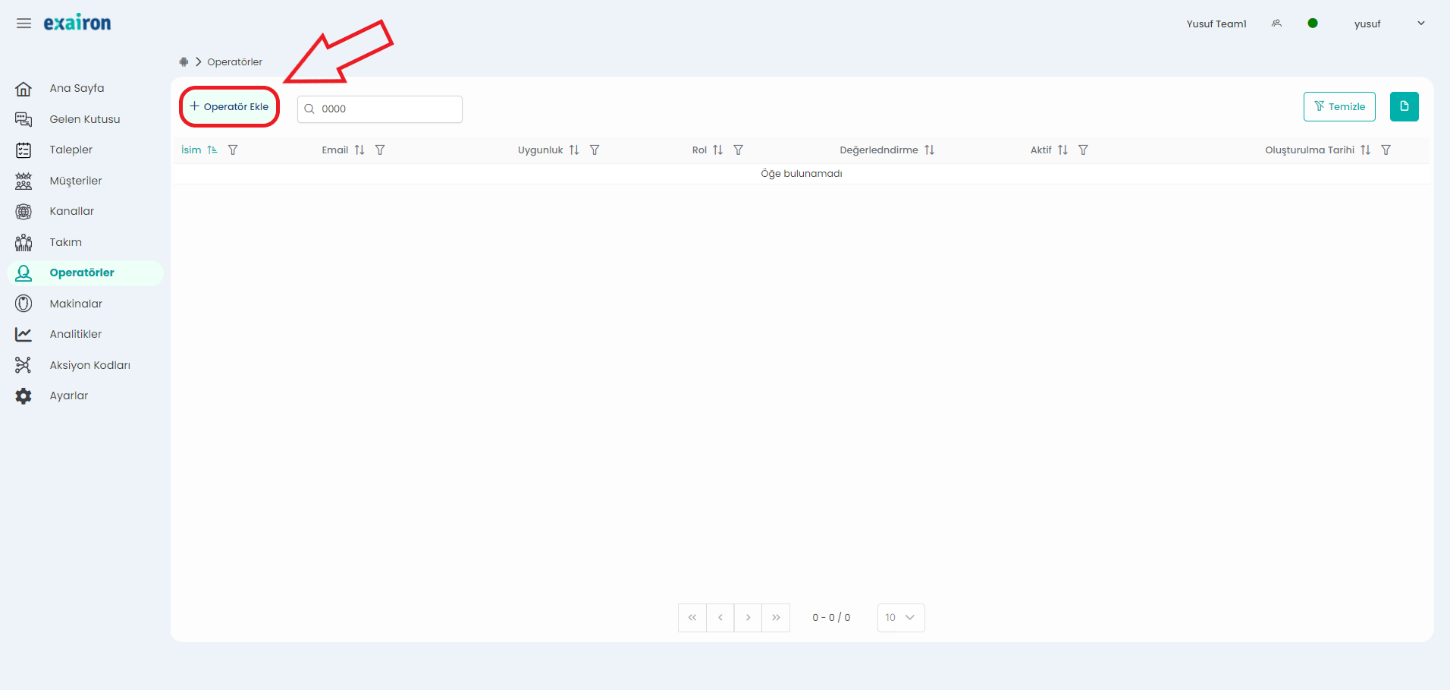 exairon
Yusuf Team1
yusuf
Operatörler
Ana Sayfa
Gelen Kutusu
Talepler
Müşteriler
Kanallar
Takım
Operatörler
Makinalar
Analitikler
Aksiyon Kodları
Ayarlar
+ Operatör Ekle
0000
Temizle
İsim Email Uygunluk Rol Değerledndirme Aktif Oluşturulma Tarihi
Öğe bulunamadı
0 - 0 / 0
10